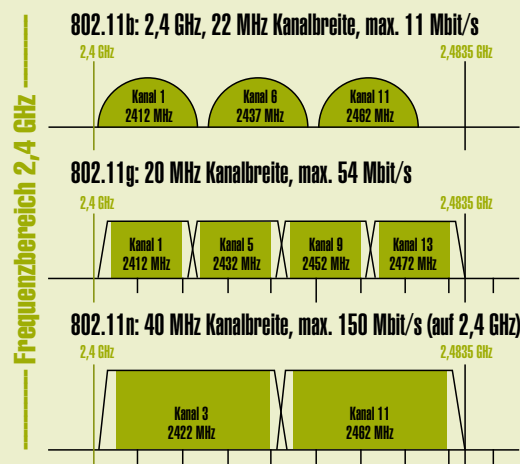 Frequenzbereich 2,4 GHz
802.11b: 2,4 GHz, 22 MHz Kanalbreite, max. 11 Mbit/s
2,4 GHz 2,4835 GHz
Kanal 1 Kanal 6 Kanal 11
2412 MHz 2437 MHz 2462 MHz
802.11g: 20 MHz Kanalbreite, max. 54 Mbit/s
2,4 GHz 2,4835 GHz
Kanal 1 Kanal 5 Kanal 9 Kanal 13
2412 MHz 2432 MHz 2452 MHz 2472 MHz
802.11n: 40 MHz Kanalbreite, max. 150 Mbit/s (auf 2,4 GHz)
2,4 GHz 2,4835 GHz
Kanal 3 Kanal 11
2422 MHz 2462 MHz